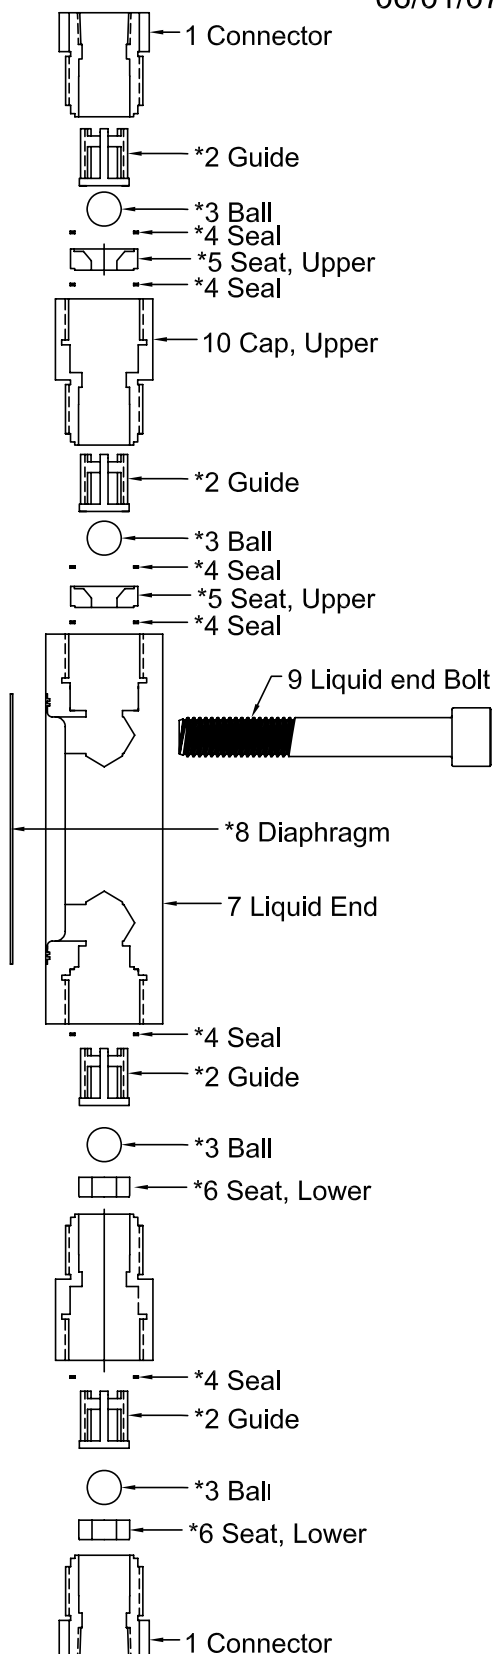 1 Connector
*2 Guide
*3 Ball
*4 Seal
*5 Seat, Upper
*4 Seal
10 Cap, Upper
*2 Guide
*3 Ball
*4 Seal
*5 Seat, Upper
*4 Seal
9 Liquid end Bolt
*8 Diaphragm
7 Liquid End
*4 Seal
*2 Guide
*3 Ball
*6 Seat, Lower
*4 Seal
*2 Guide
*3 Ball
*6 Seat, Lower
1 Connector